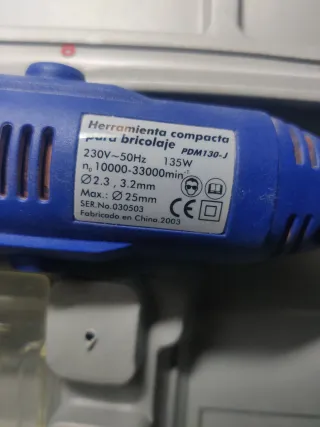 Herramienta compacta
para bricolaje PDM130-J
230V~50Hz 135W
n₀ 10000-33000min⁻¹
Ø2.3 , 3.2mm
Max.: Ø25mm
SER.No.030503
Fabricado en China.2003
CE